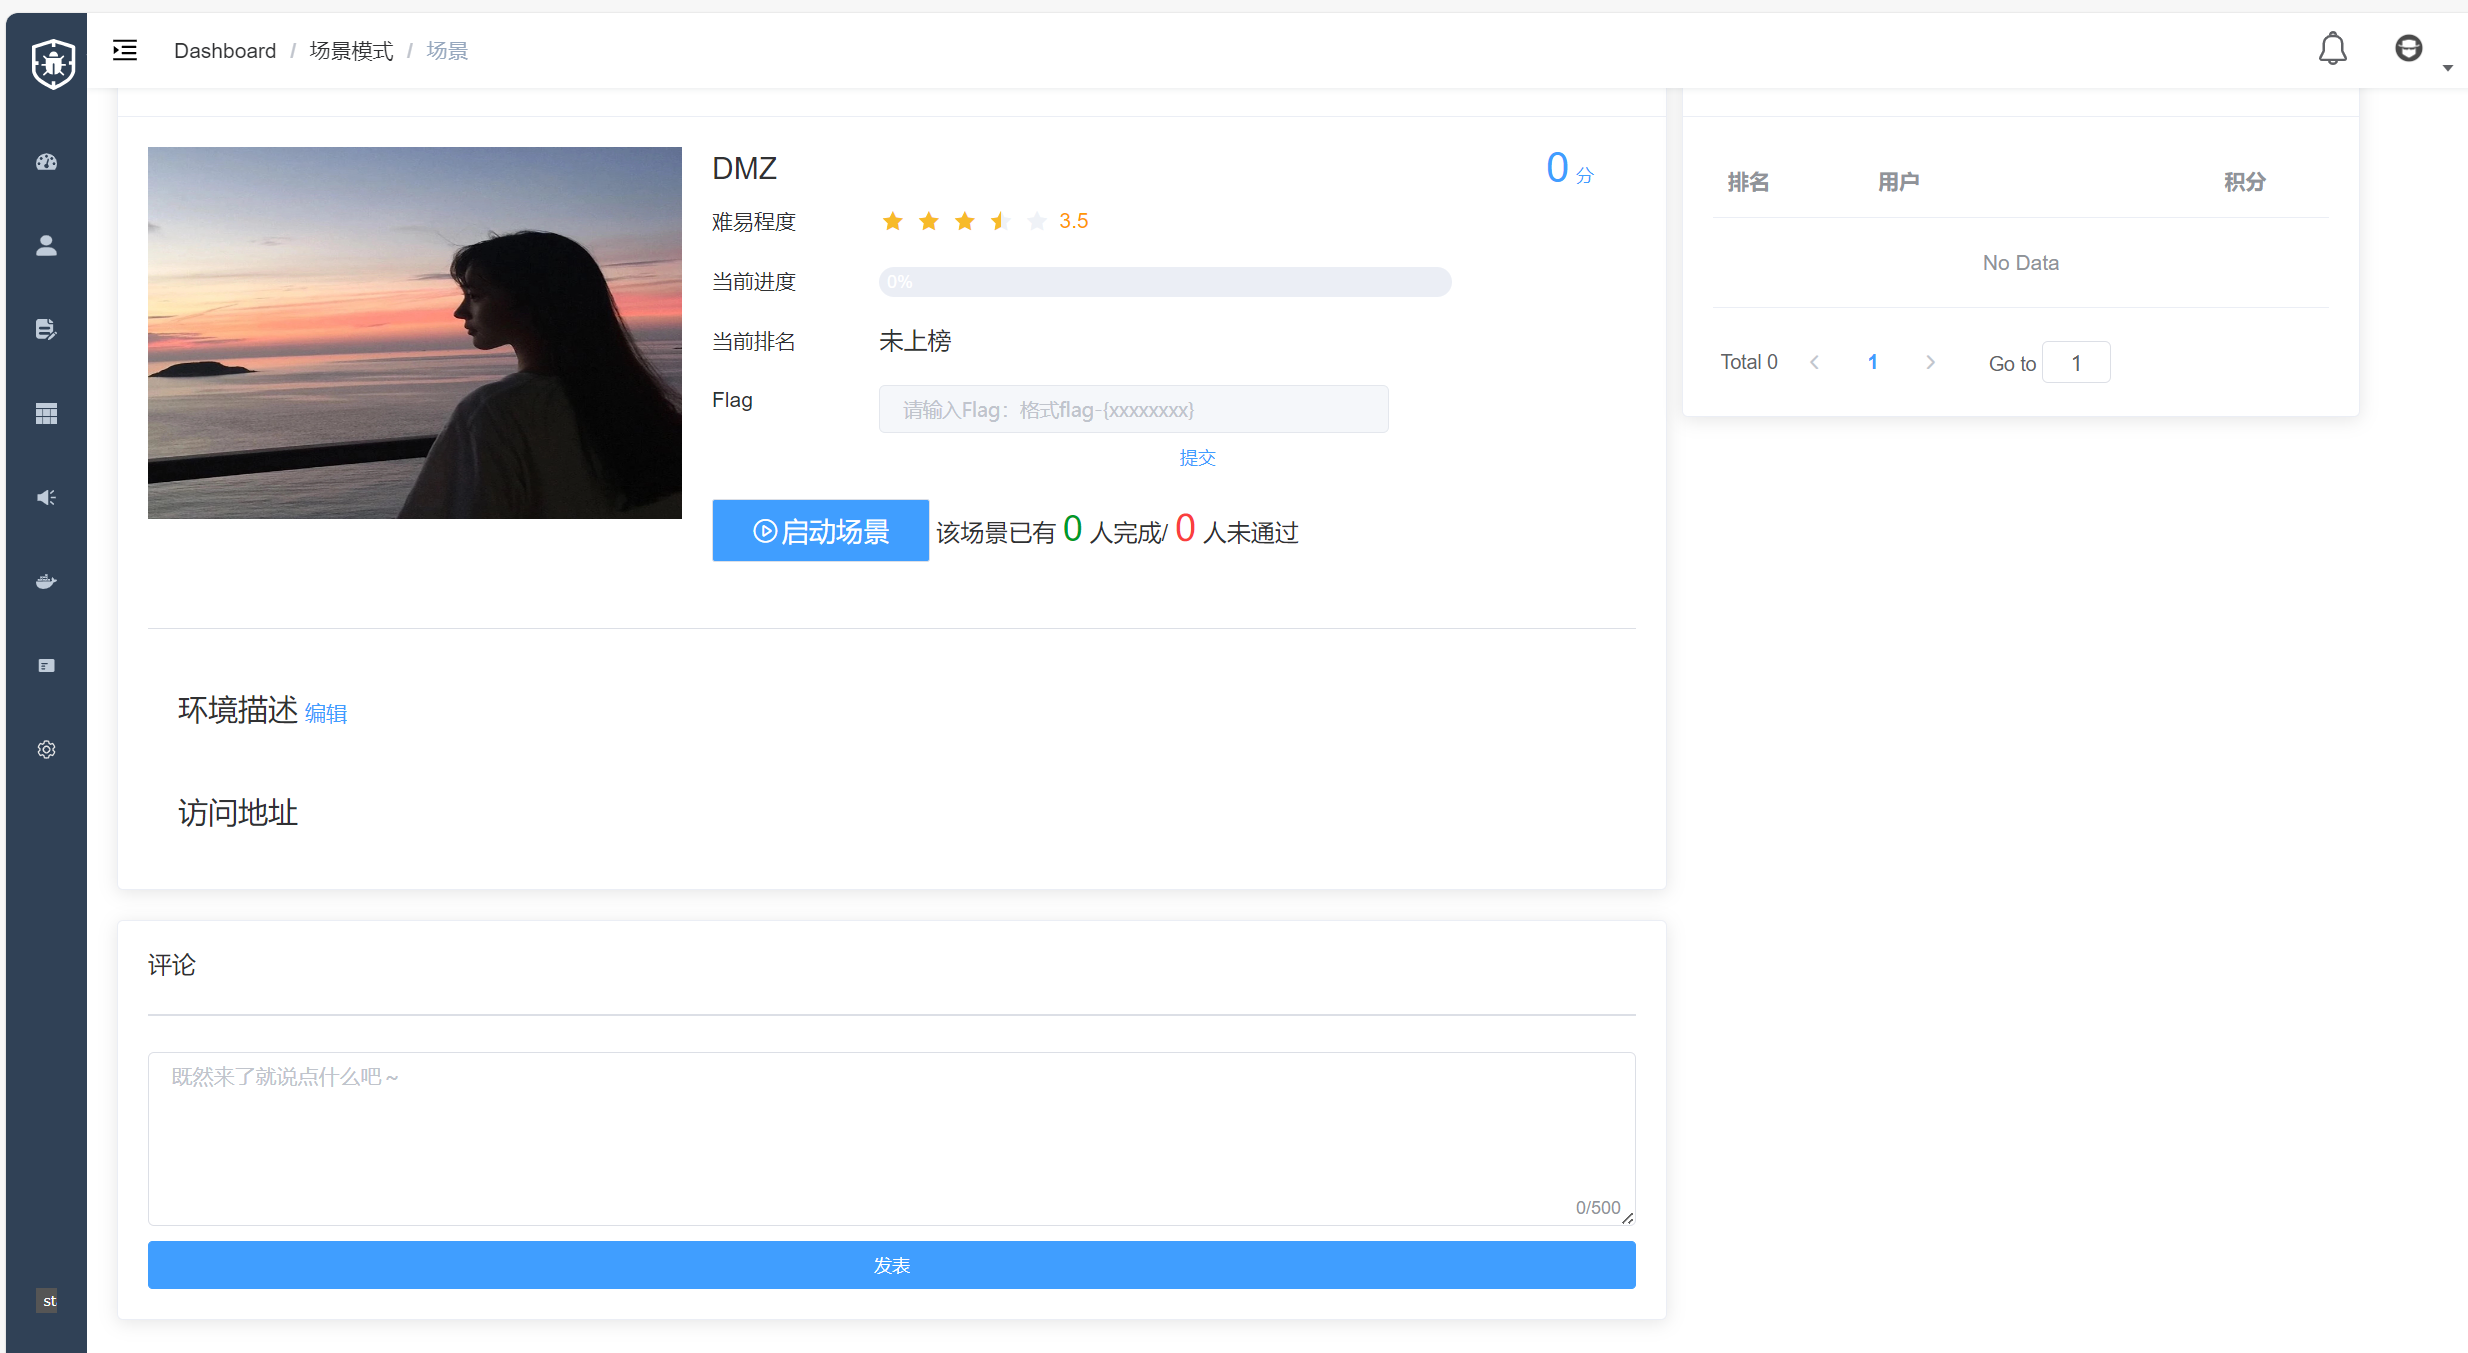 Dashboard / 场景模式 / 场景
DMZ
0 分
难易程度
3.5
当前进度
0%
当前排名
未上榜
Flag
请输入Flag：格式flag-{xxxxxxxx}
提交
启动场景
该场景已有 0 人完成/ 0 人未通过
环境描述 编辑
访问地址
排名 用户 积分
No Data
Total 0 1 Go to 1
评论
既然来了就说点什么吧～
0/500
发表
st